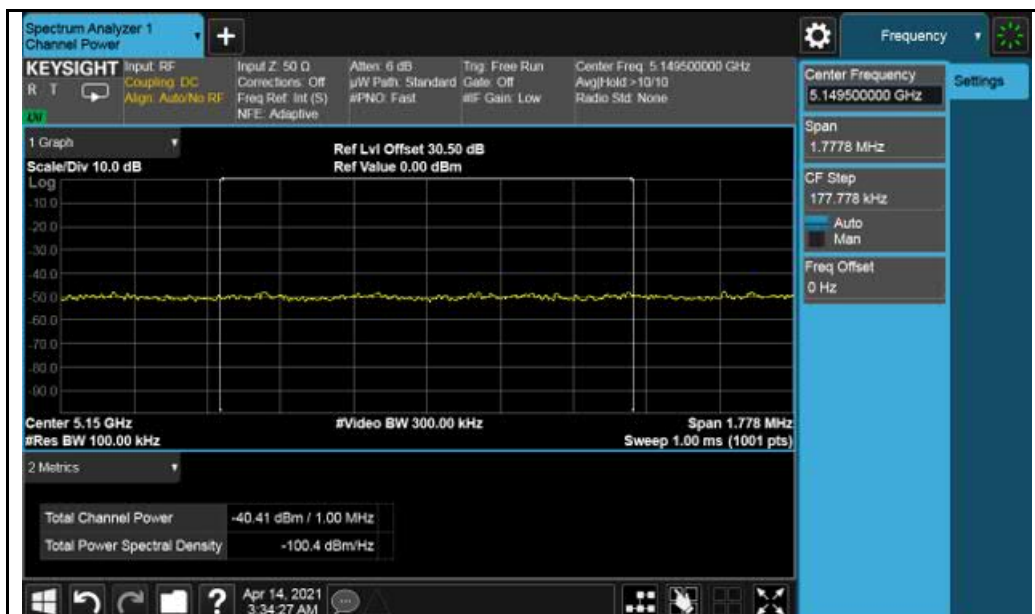 Spectrum Analyzer 1
Channel Power
+
Frequency
KEYSIGHT
R T
Input: RF
Coupling: DC
Align: Auto/No RF
Input Z: 50 Ω
Corrections: Off
Freq Ref: Int (S)
NFE: Adaptive
Atten: 6 dB
µW Path: Standard
#PNO: Fast
Trig: Free Run
Gate: Off
#IF Gain: Low
Center Freq: 5.149500000 GHz
Avg|Hold:>10/10
Radio Std: None
1 Graph
Scale/Div 10.0 dB
Ref Lvl Offset 30.50 dB
Ref Value 0.00 dBm
Log
-10.0
-20.0
-30.0
-40.0
-50.0
-60.0
-70.0
-80.0
-90.0
Center 5.15 GHz
#Res BW 100.00 kHz
#Video BW 300.00 kHz
Span 1.778 MHz
Sweep 1.00 ms (1001 pts)
2 Metrics
Total Channel Power -40.41 dBm / 1.00 MHz
Total Power Spectral Density -100.4 dBm/Hz
Center Frequency
5.149500000 GHz
Settings
Span
1.7778 MHz
CF Step
177.778 kHz
Auto
Man
Freq Offset
0 Hz
?
Apr 14, 2021
3:34:27 AM